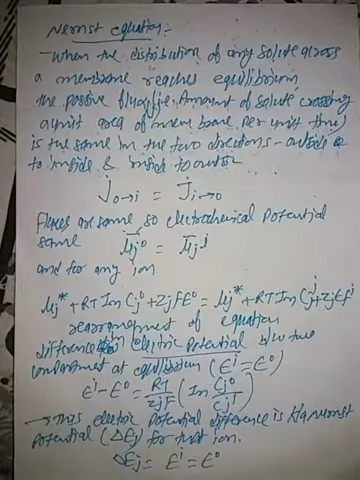 Nernst equation:-
- When the distribution of any solute across
a membrane reaches equilibrium,
the passive flux (i.e. Amount of solute crossing
a unit area of membrane per unit time)
is the same in the two directions - outside
to inside & inside to outside
J o→i = J i→o
Fluxes are same so electrochemical Potential
same μ̄j^o = μ̄j^i
and for any ion
μj* + RT ln Cj^o + ZjFE^o = μj* + RT ln Cj^i + ZjFE^i
rearrangement of equation
difference in electric Potential b/w two
compartment at equilibrium (E^i = E^o)
E^i - E^o = RT/ZjF (ln Cj^o/Cj^i)
→ This electric Potential difference is the Nernst
Potential (ΔEj) for that ion.
ΔEj = E^i = E^o